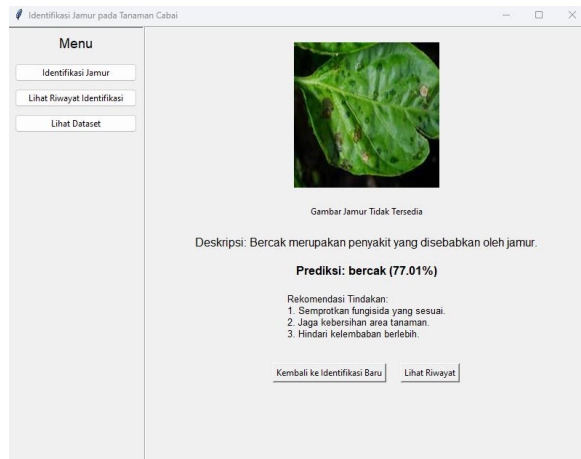 Identifikasi Jamur pada Tanaman Cabai
Menu
Identifikasi Jamur
Lihat Riwayat Identifikasi
Lihat Dataset
Gambar Jamur Tidak Tersedia
Deskripsi: Bercak merupakan penyakit yang disebabkan oleh jamur.
Prediksi: bercak (77.01%)
Rekomendasi Tindakan:
1. Semprotkan fungisida yang sesuai.
2. Jaga kebersihan area tanaman.
3. Hindari kelembaban berlebih.
Kembali ke Identifikasi Baru
Lihat Riwayat